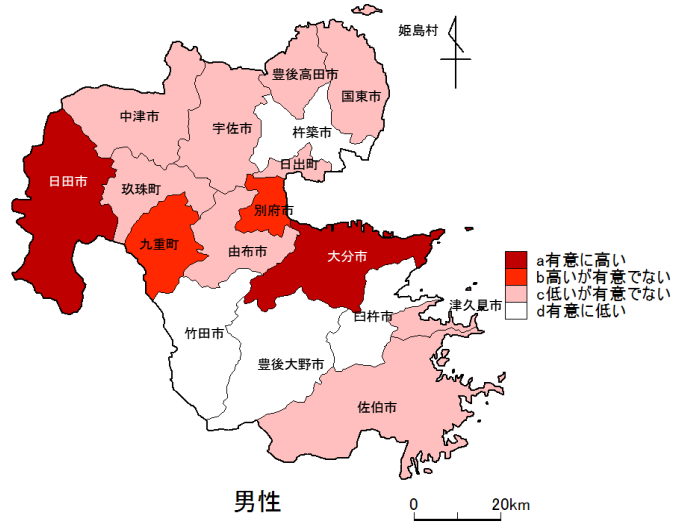 姫島村
豊後高田市
国東市
中津市
宇佐市
杵築市
日出町
日田市
玖珠町
別府市
九重町
由布市
大分市
津久見市
臼杵市
竹田市
豊後大野市
佐伯市
a有意に高い
b高いが有意でない
c低いが有意でない
d有意に低い
男性
0 20km